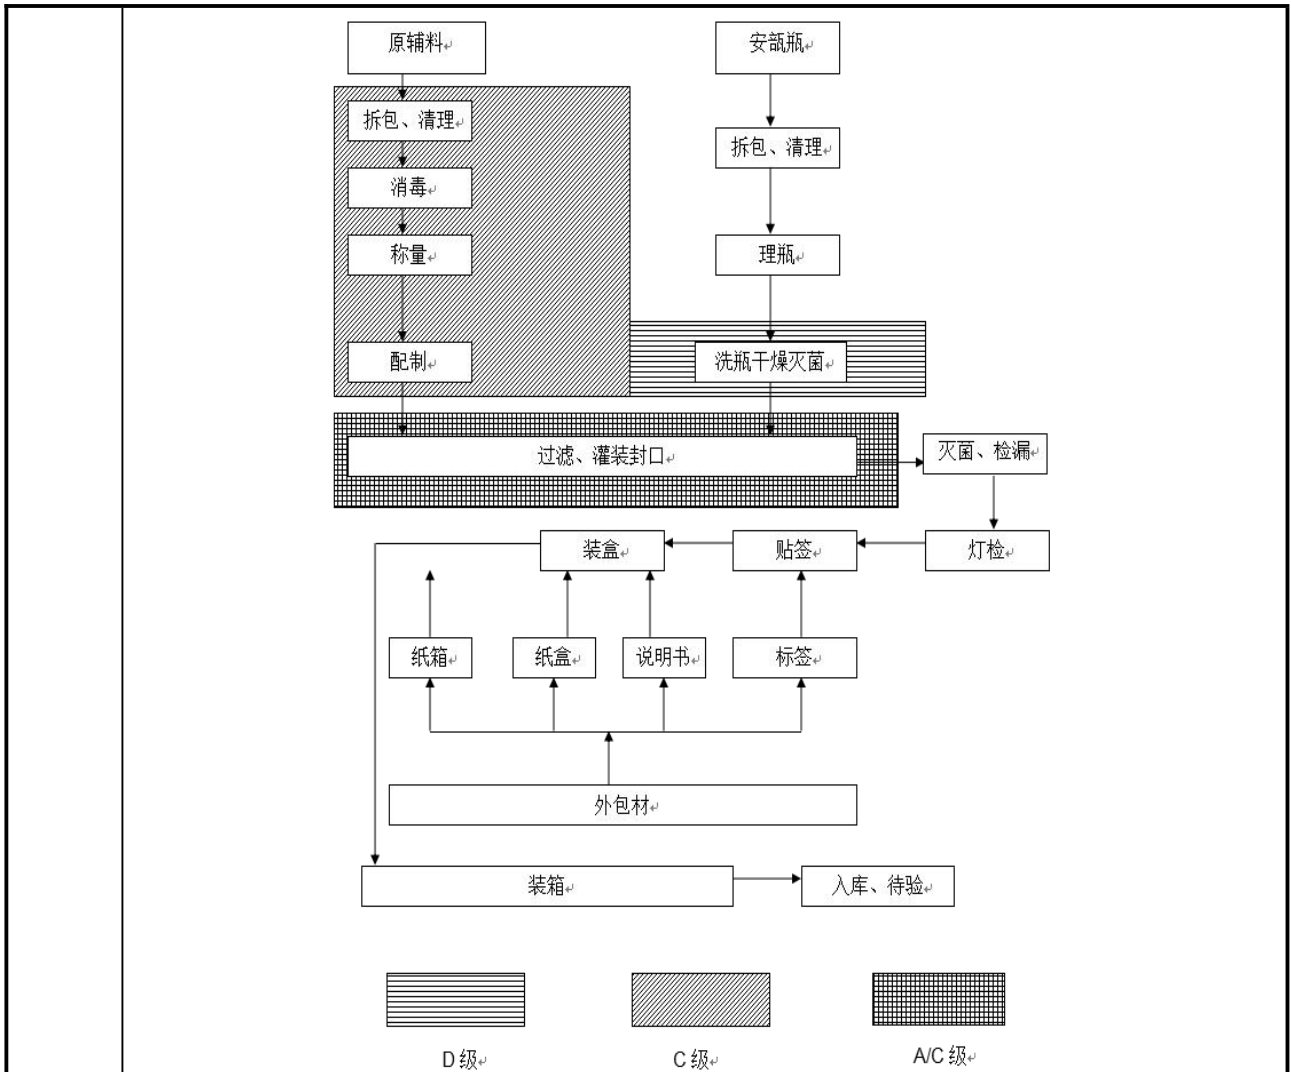 原辅料
安瓿瓶
拆包、清理
拆包、清理
消毒
称量
理瓶
配制
洗瓶干燥灭菌
过滤、灌装封口
灭菌、检漏
装盒
贴签
灯检
纸箱
纸盒
说明书
标签
外包材
装箱
入库、待验
D 级
C 级
A/C 级